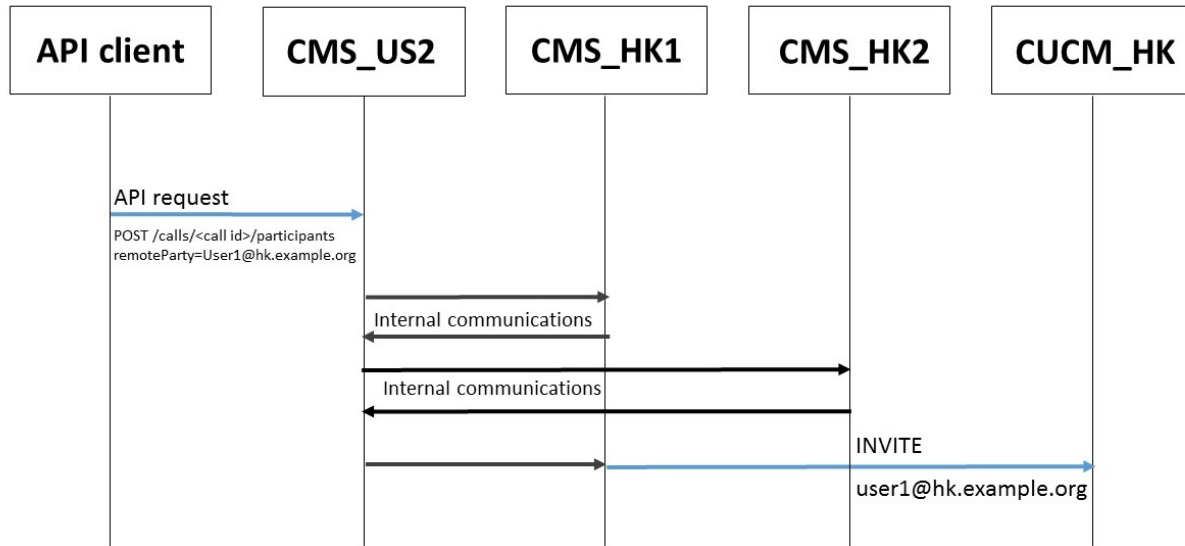 API client
CMS_US2
CMS_HK1
CMS_HK2
CUCM_HK
API request
POST /calls/<call id>/participants
remoteParty=User1@hk.example.org
Internal communications
Internal communications
INVITE
user1@hk.example.org